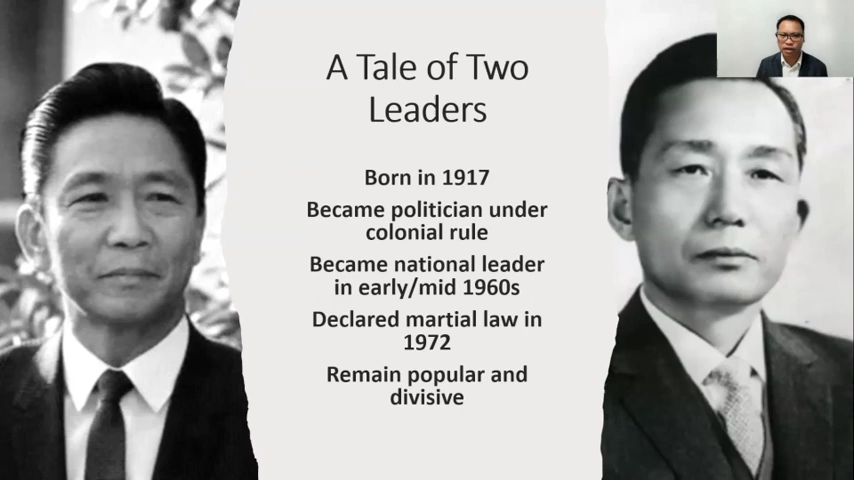 A Tale of Two
Leaders
Born in 1917
Became politician under
colonial rule
Became national leader
in early/mid 1960s
Declared martial law in
1972
Remain popular and
divisive